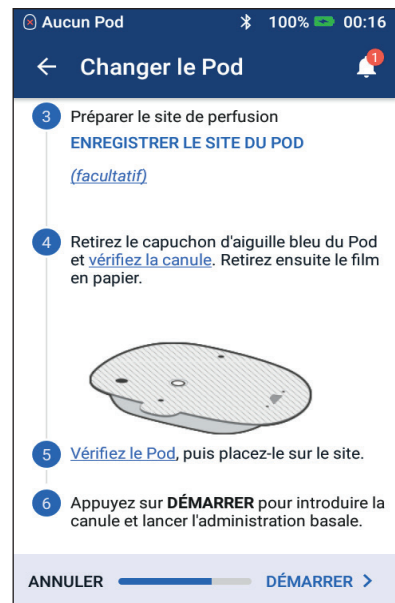 Aucun Pod 100% 00:16
Changer le Pod 1
3 Préparer le site de perfusion
ENREGISTRER LE SITE DU POD
(facultatif)
4 Retirez le capuchon d'aiguille bleu du Pod
et vérifiez la canule. Retirez ensuite le film
en papier.
5 Vérifiez le Pod, puis placez-le sur le site.
6 Appuyez sur DÉMARRER pour introduire la
canule et lancer l'administration basale.
ANNULER DÉMARRER